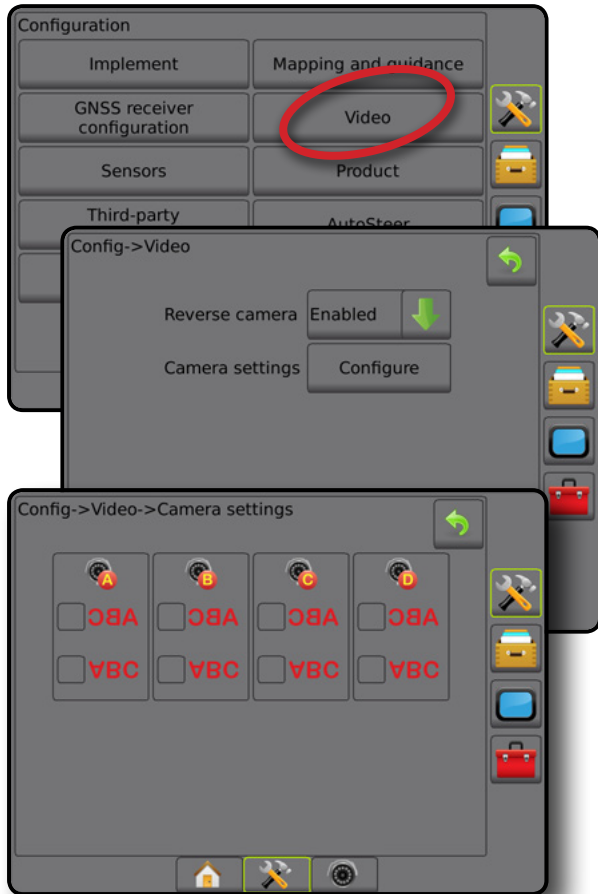 Configuration
Implement
Mapping and guidance
GNSS receiver
configuration
Video
Sensors
Product
Third-party
AutoSteer
Config->Video
Reverse camera
Enabled
Camera settings
Configure
Config->Video->Camera settings
A
B
C
D
ABC
ABC
ABC
ABC
ABC
ABC
ABC
ABC